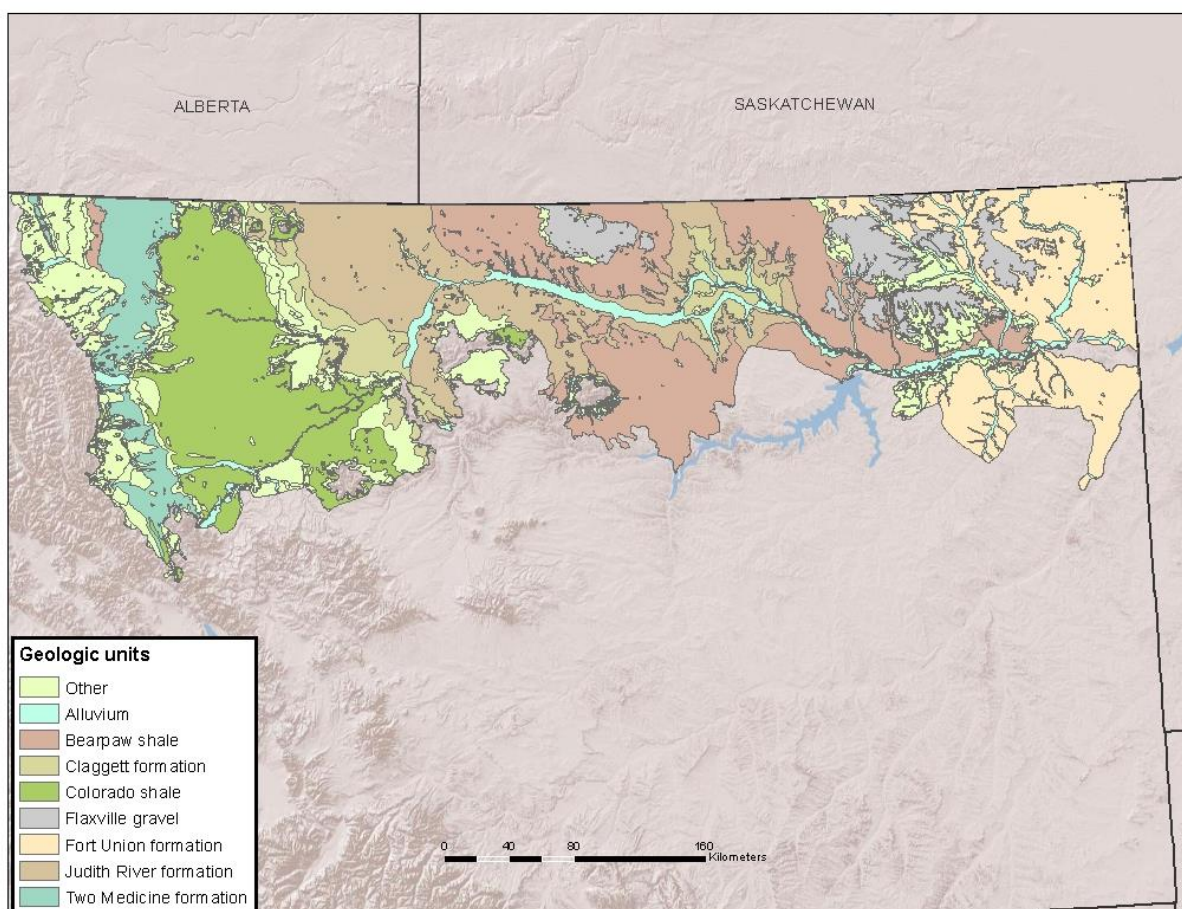 ALBERTA
SASKATCHEWAN
Geologic units
Other
Alluvium
Bearpaw shale
Claggett formation
Colorado shale
Flaxville gravel
Fort Union formation
Judith River formation
Two Medicine formation
0 40 80 160
Kilometers